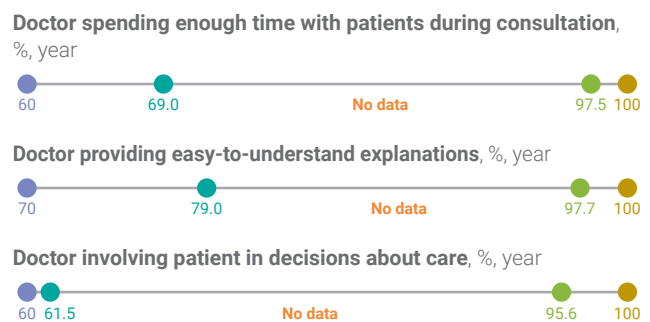 Doctor spending enough time with patients during consultation,
%, year
60 69.0 No data 97.5 100
Doctor providing easy-to-understand explanations, %, year
70 79.0 No data 97.7 100
Doctor involving patient in decisions about care, %, year
60 61.5 No data 95.6 100